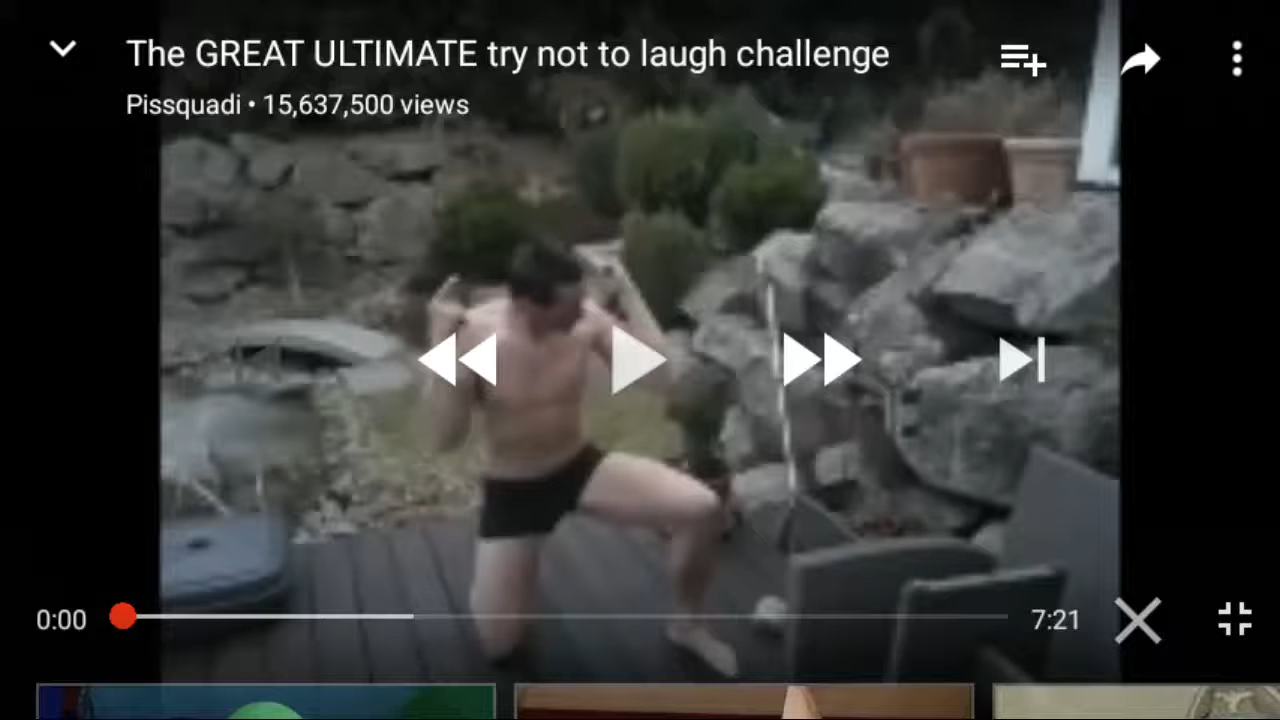 The GREAT ULTIMATE try not to laugh challenge
Pissquadi • 15,637,500 views
0:00
7:21